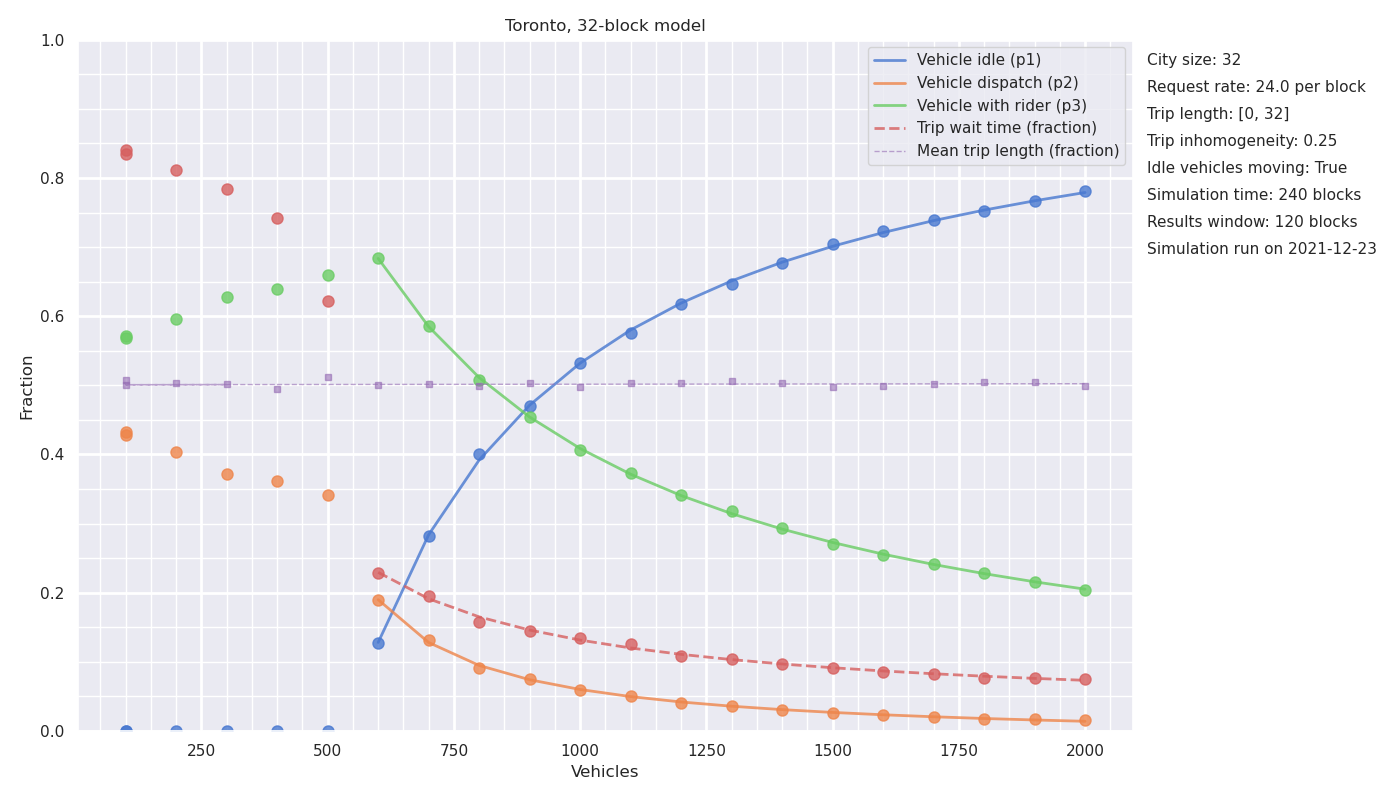 Toronto, 32-block model
1.0
0.8
0.6
0.4
0.2
0.0
Fraction
250
500
750
1000
1250
1500
1750
2000
Vehicles
Vehicle idle (p1)
Vehicle dispatch (p2)
Vehicle with rider (p3)
Trip wait time (fraction)
Mean trip length (fraction)
City size: 32
Request rate: 24.0 per block
Trip length: [0, 32]
Trip inhomogeneity: 0.25
Idle vehicles moving: True
Simulation time: 240 blocks
Results window: 120 blocks
Simulation run on 2021-12-23